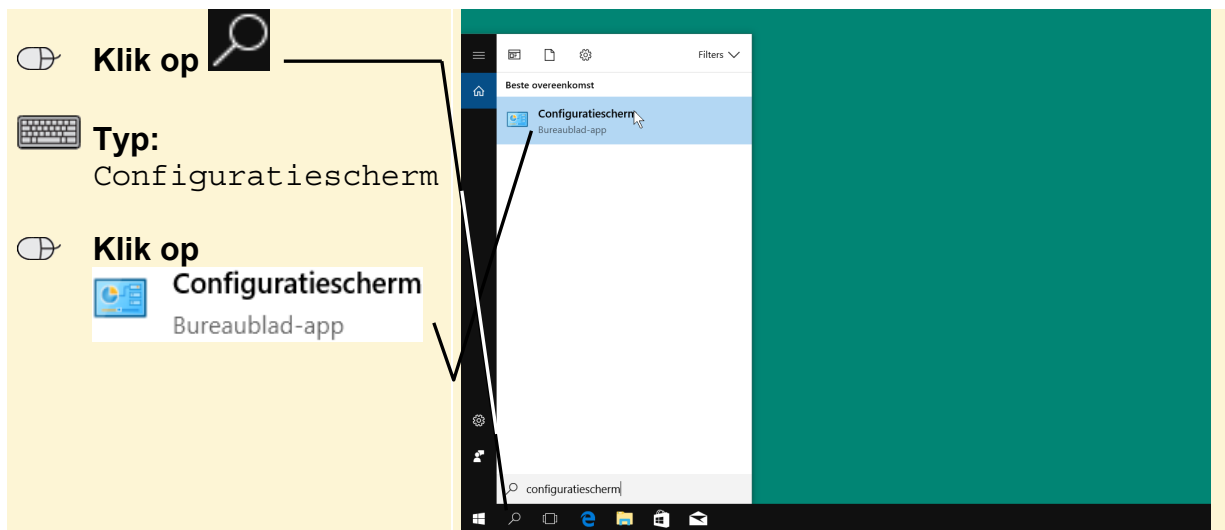 Klik op
Typ:
Configuratiescherm
Klik op
Configuratiescherm
Bureaublad-app
Filters
Beste overeenkomst
Configuratiescherm
Bureaublad-app
configuratiescherm